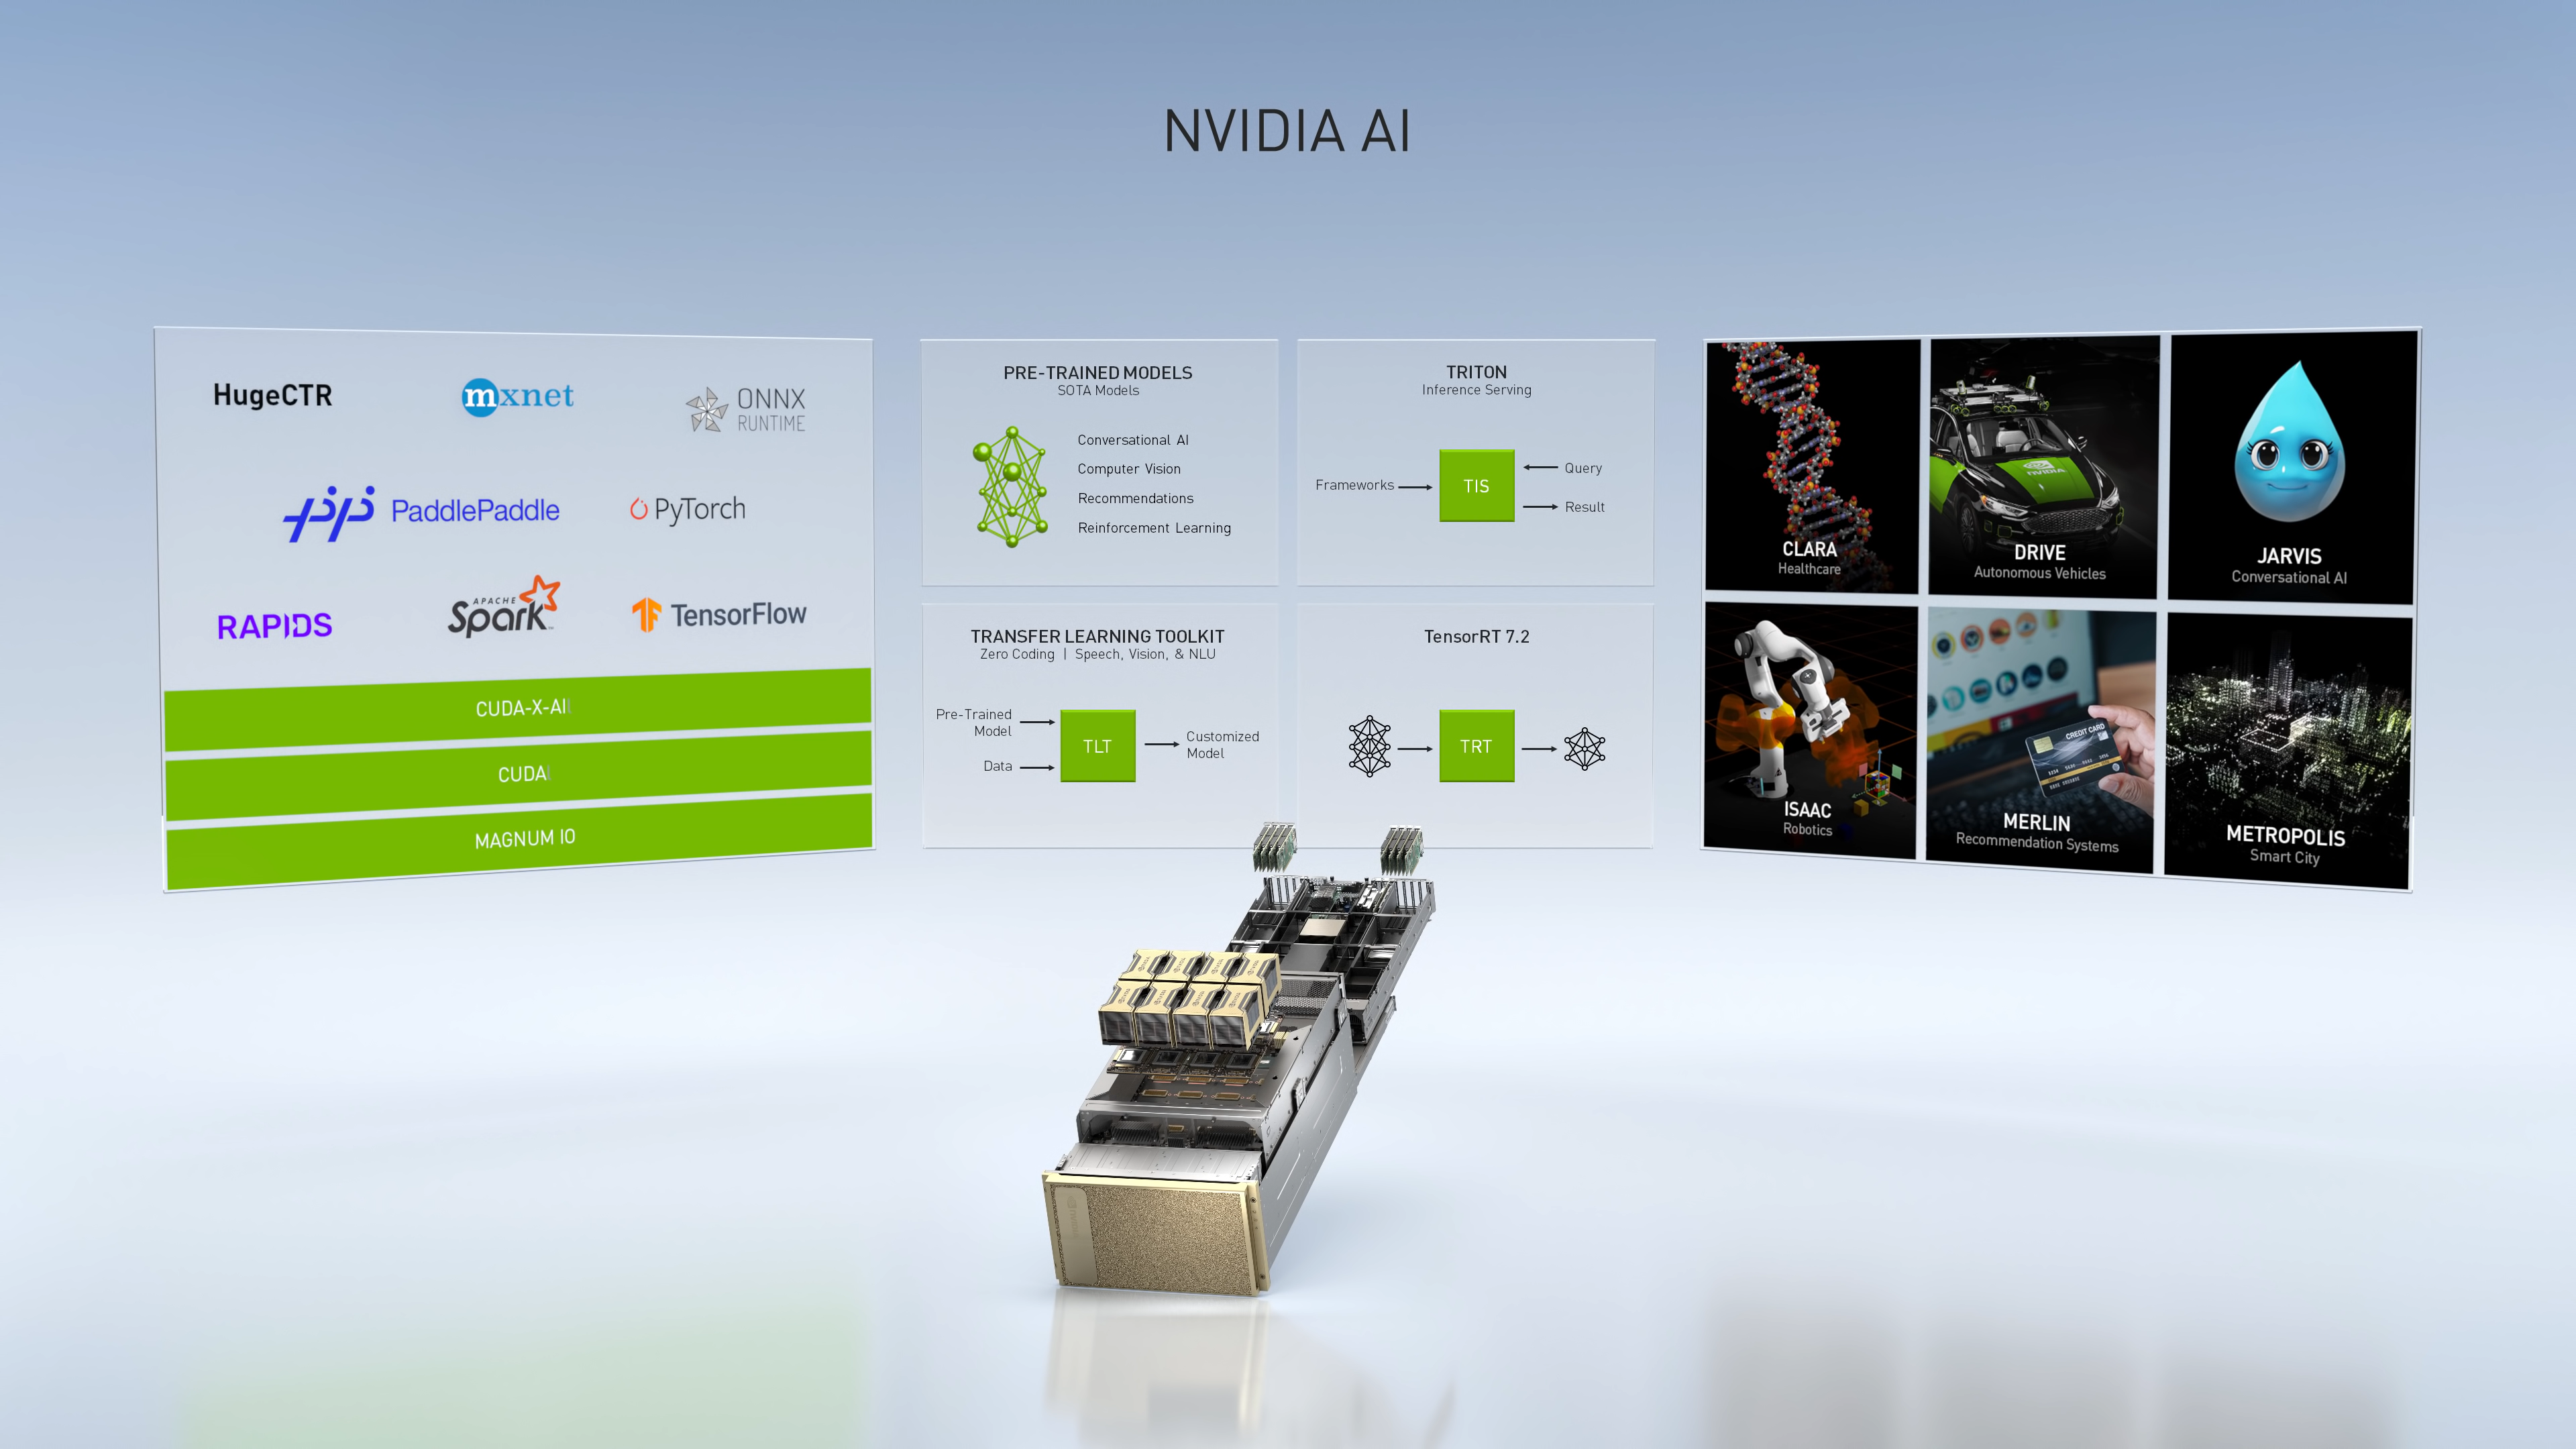 NVIDIA AI
HugeCTR
mxnet
ONNX
RUNTIME
PaddlePaddle
PyTorch
RAPIDS
APACHE
Spark
TensorFlow
CUDA-X-AI
CUDA
MAGNUM IO
PRE-TRAINED MODELS
SOTA Models
Conversational AI
Computer Vision
Recommendations
Reinforcement Learning
TRITON
Inference Serving
Frameworks
TIS
Query
Result
TRANSFER LEARNING TOOLKIT
Zero Coding | Speech, Vision, & NLU
Pre-Trained
Model
Data
TLT
Customized
Model
TensorRT 7.2
TRT
CLARA
Healthcare
NVIDIA
DRIVE
Autonomous Vehicles
JARVIS
Conversational AI
ISAAC
Robotics
CREDIT CARD
MERLIN
Recommendation Systems
METROPOLIS
Smart City